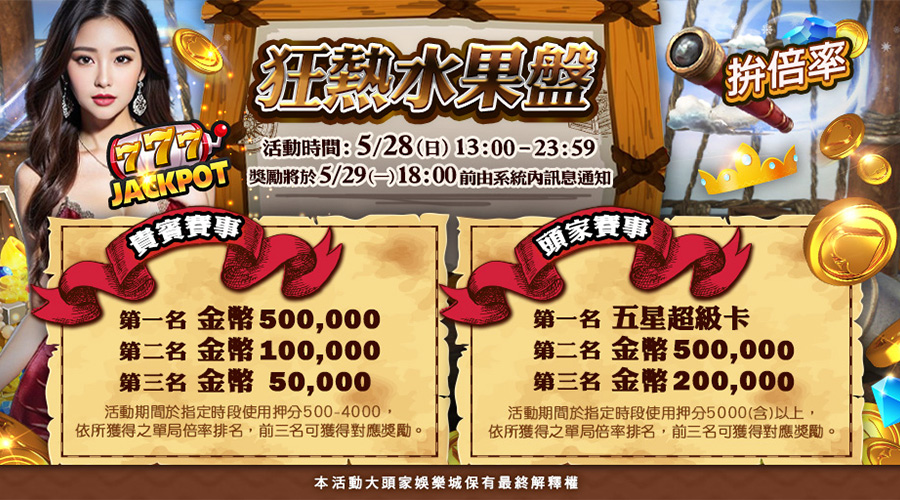 狂熱水果盤
拚倍率
活動時間：5/28(日) 13:00-23:59
獎勵將於5/29(一)18:00前由系統內訊息通知
777
JACKPOT
貴賓賽事
第一名 金幣 500,000
第二名 金幣 100,000
第三名 金幣 50,000
活動期間於指定時段使用押分500-4000，
依所獲得之單局倍率排名，前三名可獲得對應獎勵。
頭家賽事
第一名 五星超級卡
第二名 金幣 500,000
第三名 金幣 200,000
活動期間於指定時段使用押分5000(含)以上，
依所獲得之單局倍率排名，前三名可獲得對應獎勵。
本活動大頭家娛樂城保有最終解釋權